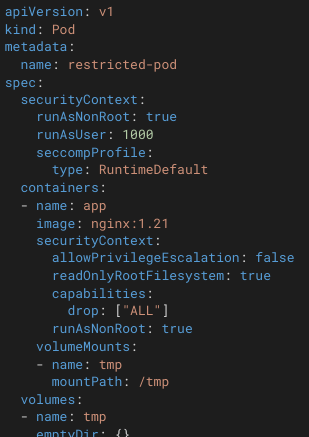 apiVersion: v1
kind: Pod
metadata:
  name: restricted-pod
spec:
  securityContext:
    runAsNonRoot: true
    runAsUser: 1000
    seccompProfile:
      type: RuntimeDefault
  containers:
  - name: app
    image: nginx:1.21
    securityContext:
      allowPrivilegeEscalation: false
      readOnlyRootFilesystem: true
      capabilities:
        drop: ["ALL"]
      runAsNonRoot: true
    volumeMounts:
    - name: tmp
      mountPath: /tmp
  volumes:
  - name: tmp
    emptyDir: {}